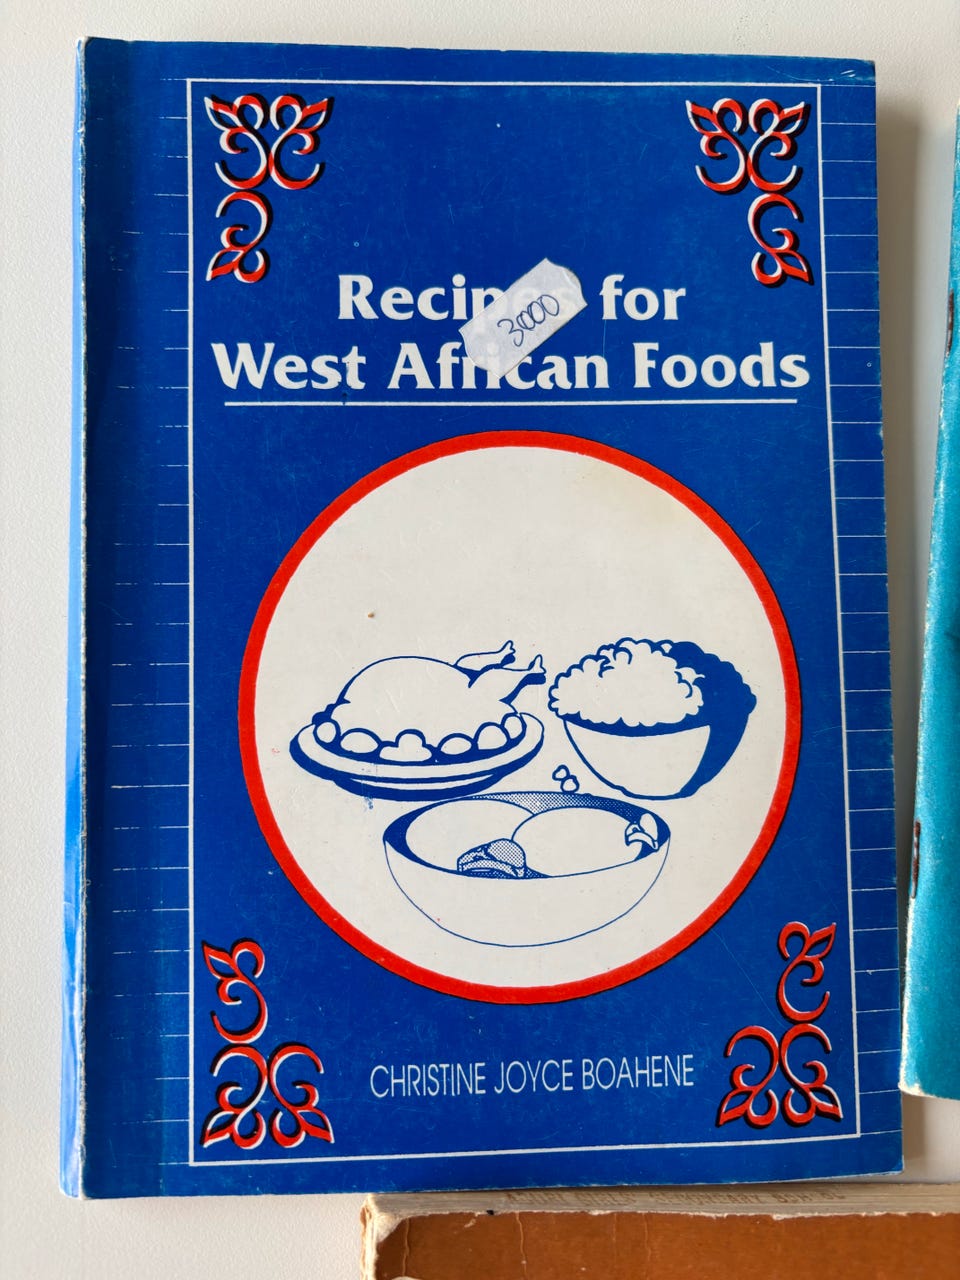 Recipes for
3000
West African Foods
CHRISTINE JOYCE BOAHENE